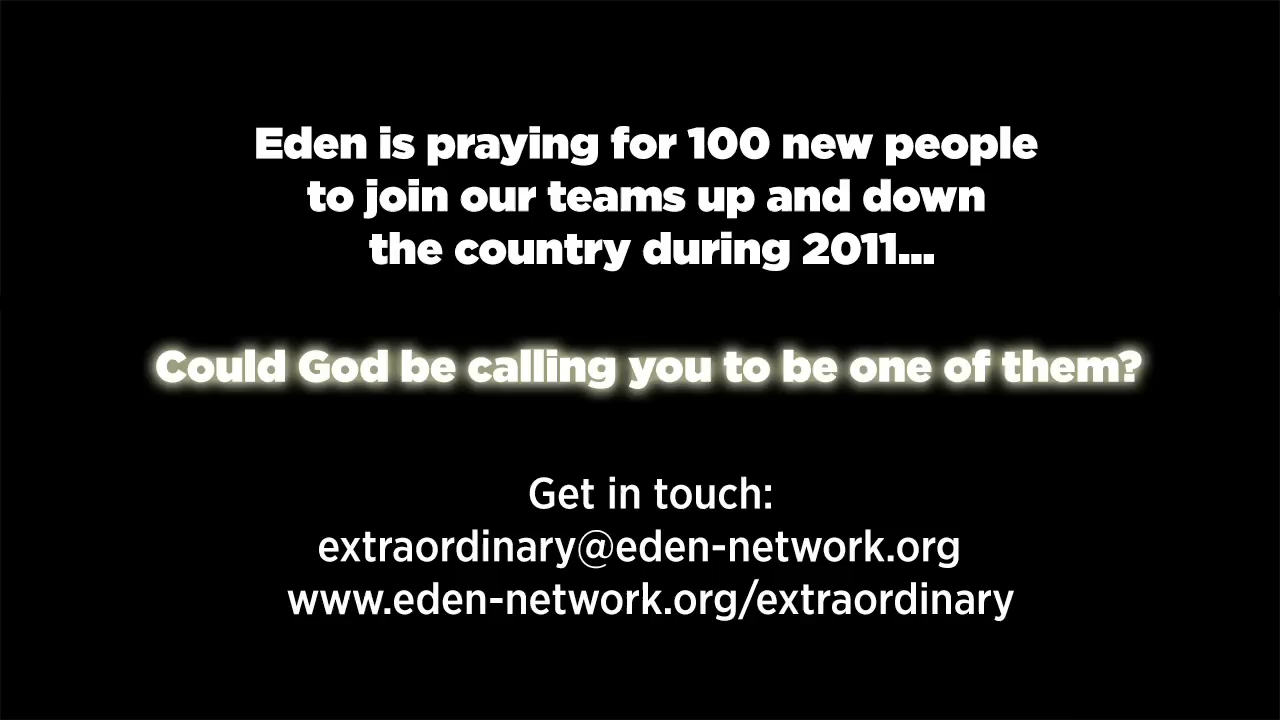 Eden is praying for 100 new people
to join our teams up and down
the country during 2011...
Could God be calling you to be one of them?
Get in touch:
extraordinary@eden-network.org
www.eden-network.org/extraordinary